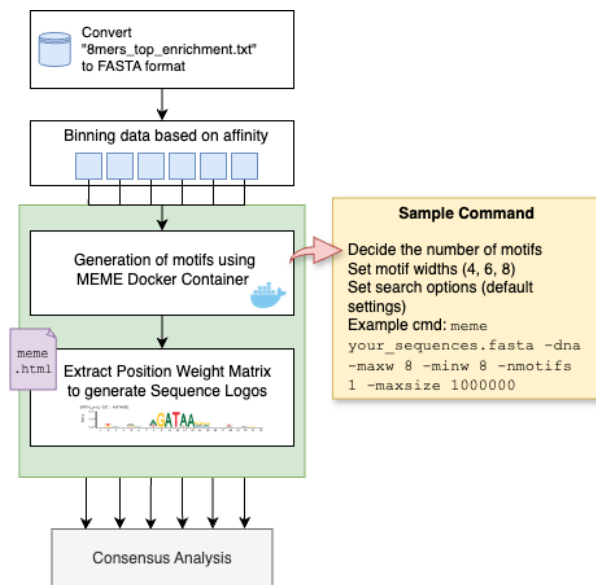 Convert
"8mers_top_enrichment.txt"
to FASTA format
Binning data based on affinity
Generation of motifs using
MEME Docker Container
meme
.html
Extract Position Weight Matrix
to generate Sequence Logos
GATAA
Consensus Analysis
Sample Command
Decide the number of motifs
Set motif widths (4, 6, 8)
Set search options (default
settings)
Example cmd: meme
your_sequences.fasta -dna
-maxw 8 -minw 8 -nmotifs
1 -maxsize 1000000